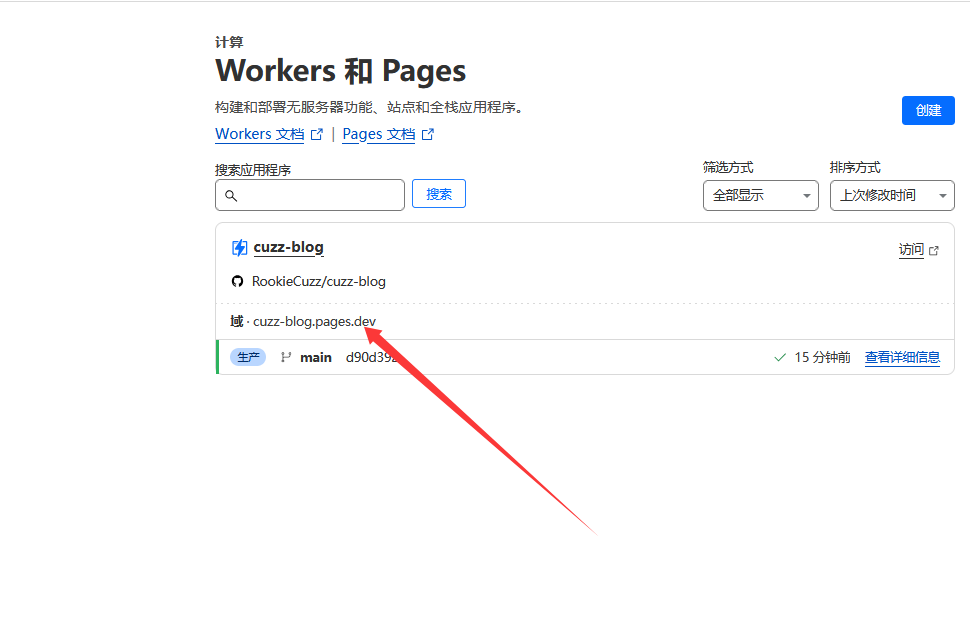 计算
Workers 和 Pages
构建和部署无服务器功能、站点和全栈应用程序。
创建
Workers 文档 | Pages 文档
搜索应用程序
筛选方式
排序方式
搜索
全部显示
上次修改时间
cuzz-blog
访问
RookieCuzz/cuzz-blog
域 · cuzz-blog.pages.dev
生产 main
15 分钟前
查看详细信息